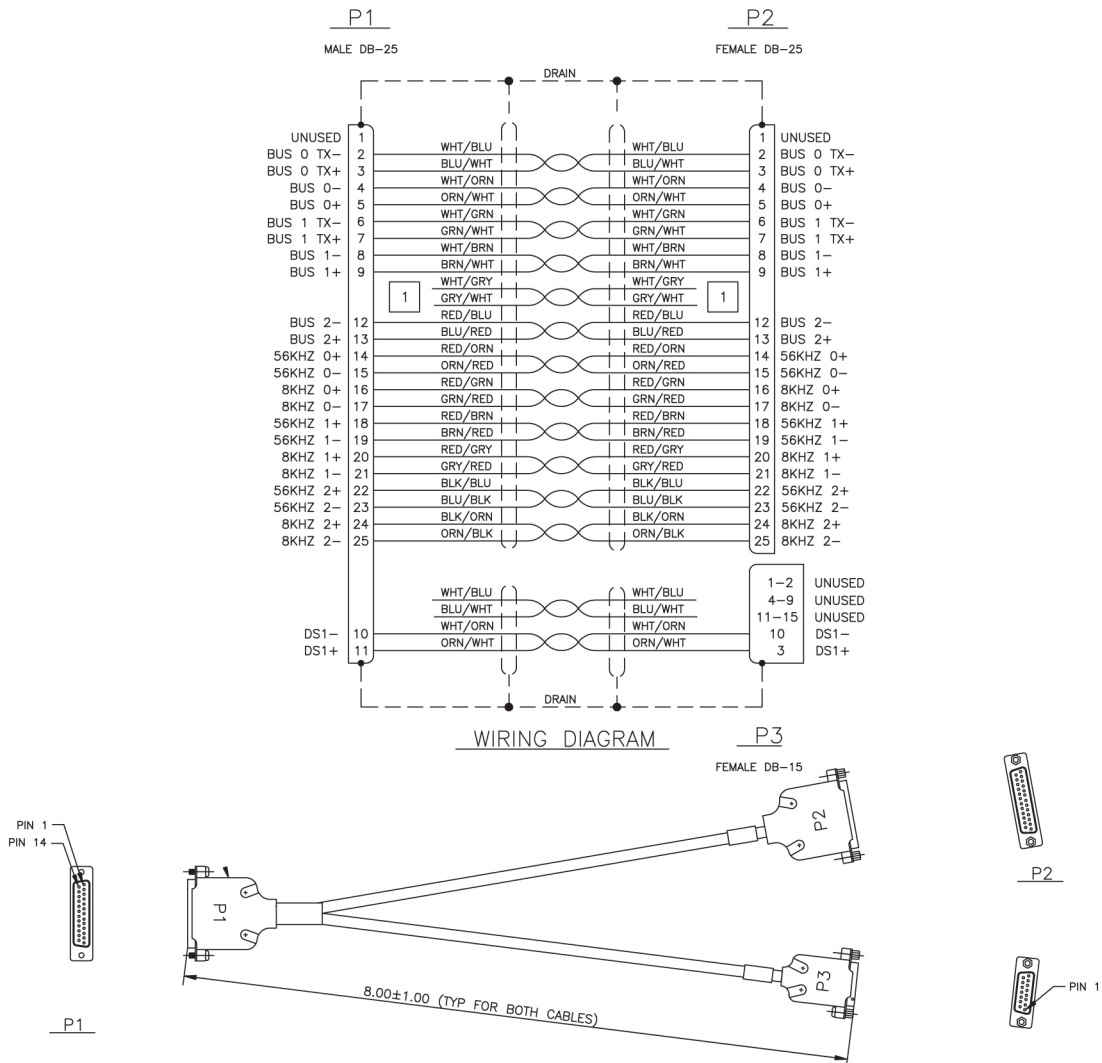 P1 P2
MALE DB-25 FEMALE DB-25
DRAIN
UNUSED 1 1 UNUSED
BUS 0 TX- 2 WHT/BLU WHT/BLU 2 BUS 0 TX-
BUS 0 TX+ 3 BLU/WHT BLU/WHT 3 BUS 0 TX+
BUS 0- 4 WHT/ORN WHT/ORN 4 BUS 0-
BUS 0+ 5 ORN/WHT ORN/WHT 5 BUS 0+
BUS 1 TX- 6 WHT/GRN WHT/GRN 6 BUS 1 TX-
BUS 1 TX+ 7 GRN/WHT GRN/WHT 7 BUS 1 TX+
BUS 1- 8 WHT/BRN WHT/BRN 8 BUS 1-
BUS 1+ 9 BRN/WHT BRN/WHT 9 BUS 1+
WHT/GRY WHT/GRY
1 GRY/WHT GRY/WHT 1
BUS 2- 12 RED/BLU RED/BLU 12 BUS 2-
BUS 2+ 13 BLU/RED BLU/RED 13 BUS 2+
56KHZ 0+ 14 RED/ORN RED/ORN 14 56KHZ 0+
56KHZ 0- 15 ORN/RED ORN/RED 15 56KHZ 0-
8KHZ 0+ 16 RED/GRN RED/GRN 16 8KHZ 0+
8KHZ 0- 17 GRN/RED GRN/RED 17 8KHZ 0-
56KHZ 1+ 18 RED/BRN RED/BRN 18 56KHZ 1+
56KHZ 1- 19 BRN/RED BRN/RED 19 56KHZ 1-
8KHZ 1+ 20 RED/GRY RED/GRY 20 8KHZ 1+
8KHZ 1- 21 GRY/RED GRY/RED 21 8KHZ 1-
56KHZ 2+ 22 BLK/BLU BLK/BLU 22 56KHZ 2+
56KHZ 2- 23 BLU/BLK BLU/BLK 23 56KHZ 2-
8KHZ 2+ 24 BLK/ORN BLK/ORN 24 8KHZ 2+
8KHZ 2- 25 ORN/BLK ORN/BLK 25 8KHZ 2-
1-2 UNUSED
WHT/BLU WHT/BLU 4-9 UNUSED
BLU/WHT BLU/WHT 11-15 UNUSED
DS1- 10 WHT/ORN WHT/ORN 10 DS1-
DS1+ 11 ORN/WHT ORN/WHT 3 DS1+
DRAIN
WIRING DIAGRAM P3
FEMALE DB-15
PIN 1
PIN 14
P2
P2
P1
P3
PIN 1
8.00±1.00 (TYP FOR BOTH CABLES)
P1